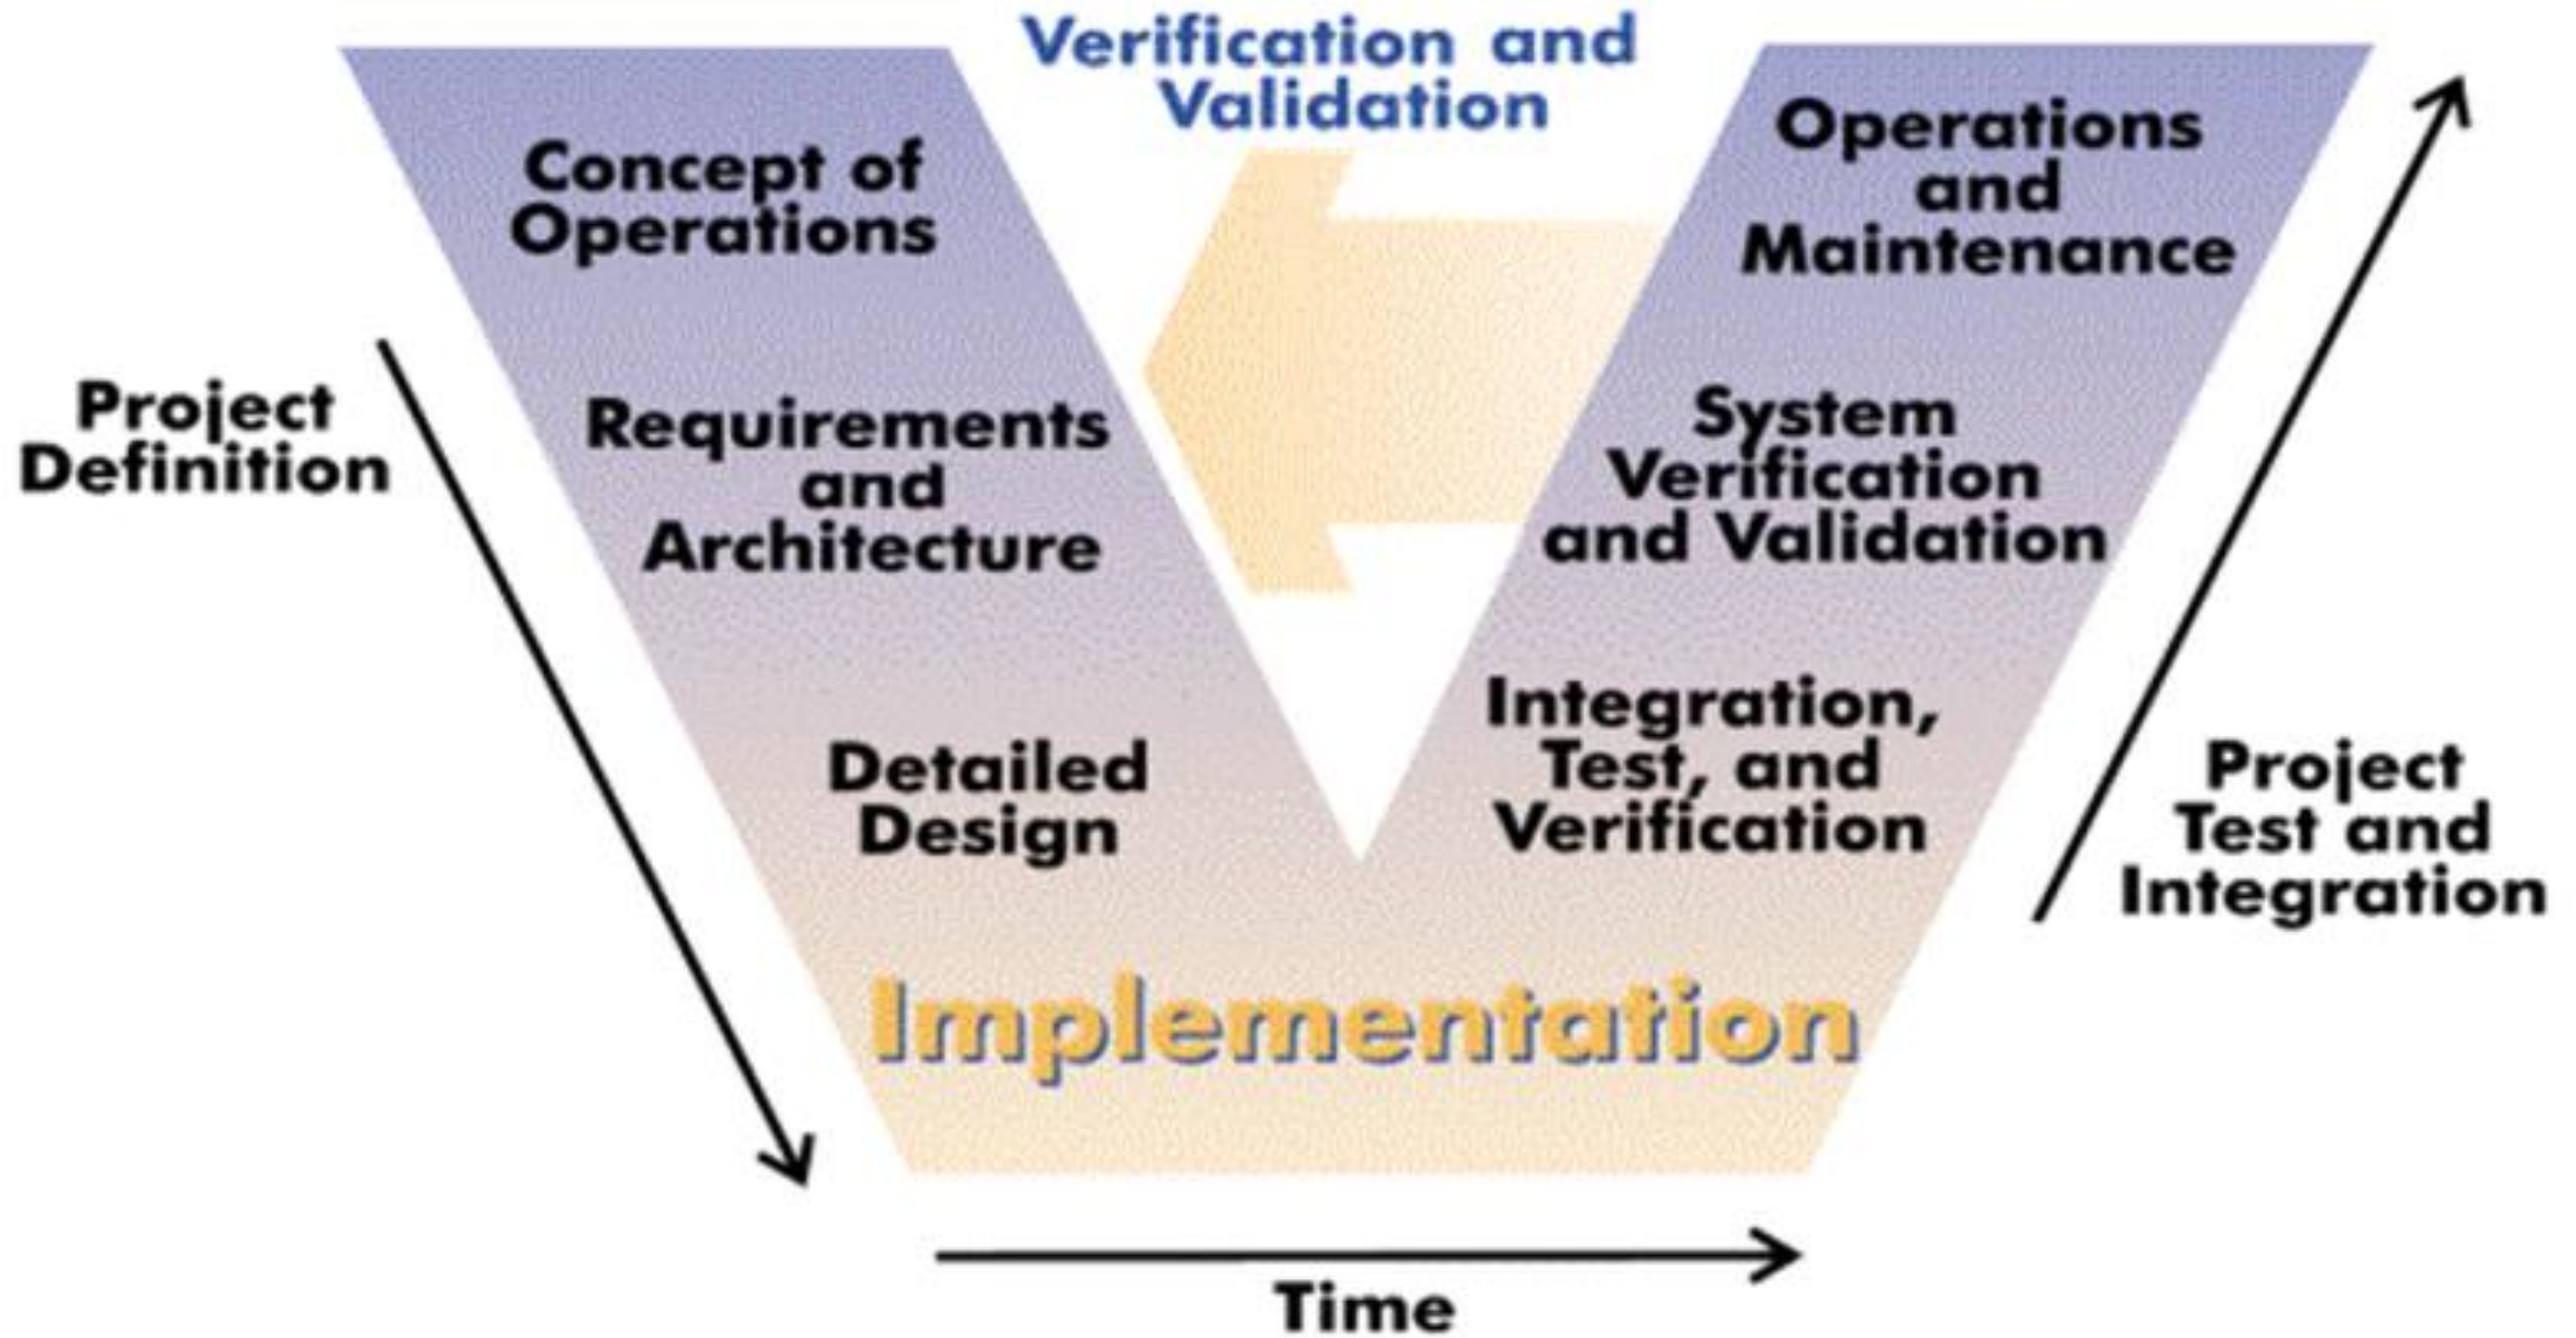 Verification and
Validation
Concept of
Operations
Operations
and
Maintenance
Project
Definition
Requirements
and
Architecture
System
Verification
and Validation
Detailed
Design
Integration,
Test, and
Verification
Project
Test and
Integration
Implementation
Time